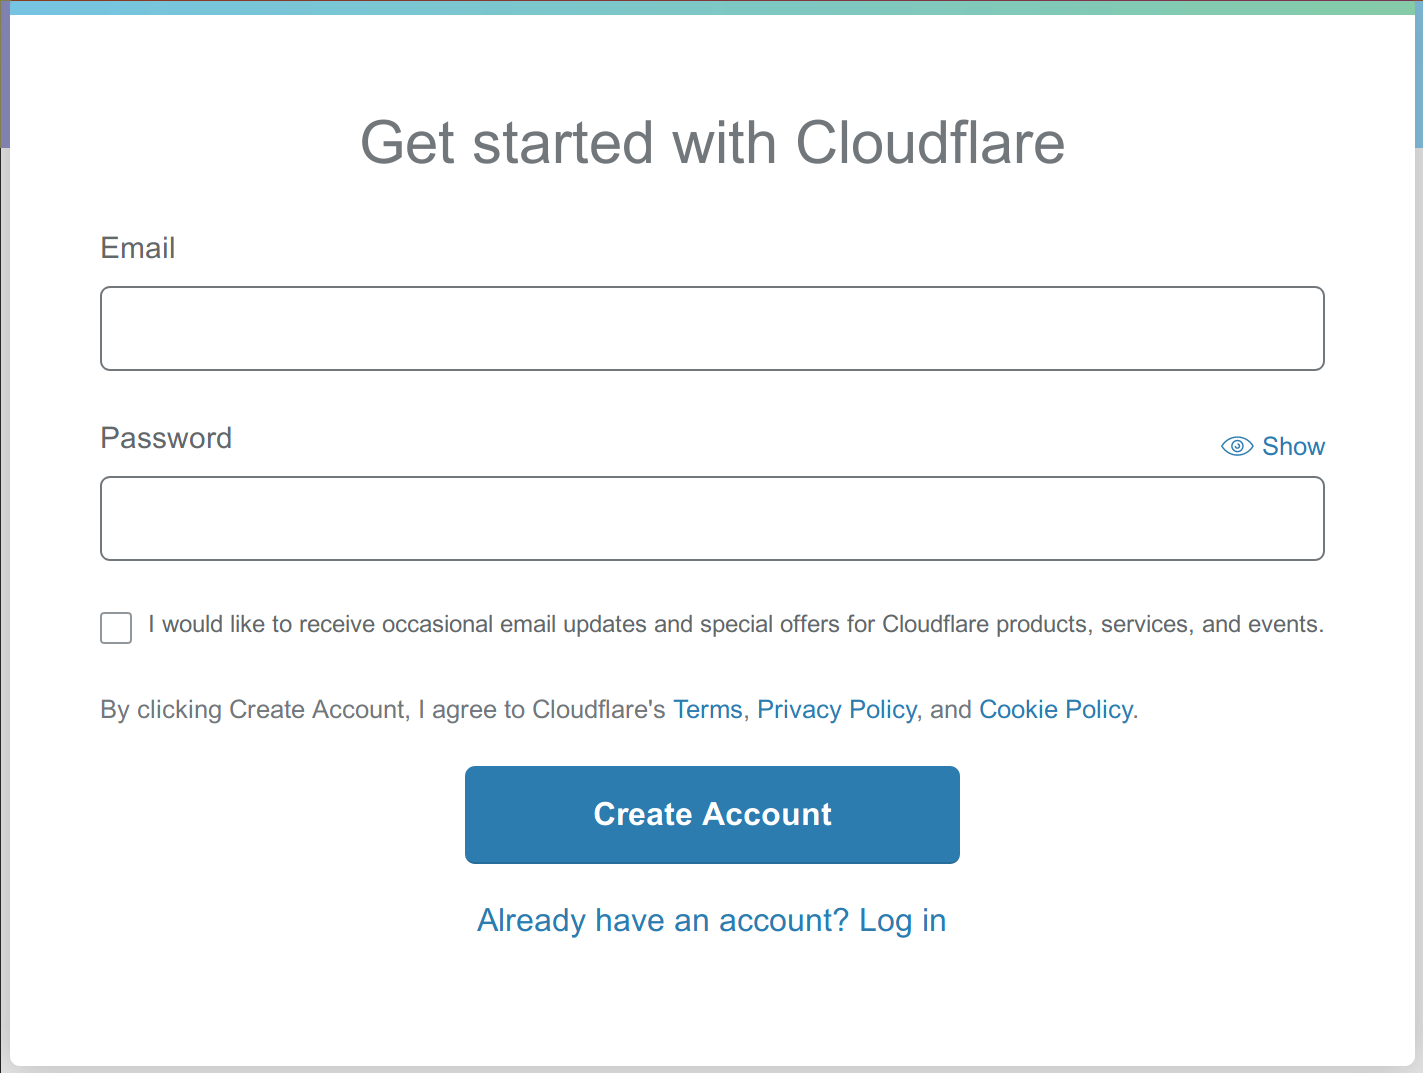 Get started with Cloudflare
Email
Password
Show
I would like to receive occasional email updates and special offers for Cloudflare products, services, and events.
By clicking Create Account, I agree to Cloudflare's Terms, Privacy Policy, and Cookie Policy.
Create Account
Already have an account? Log in